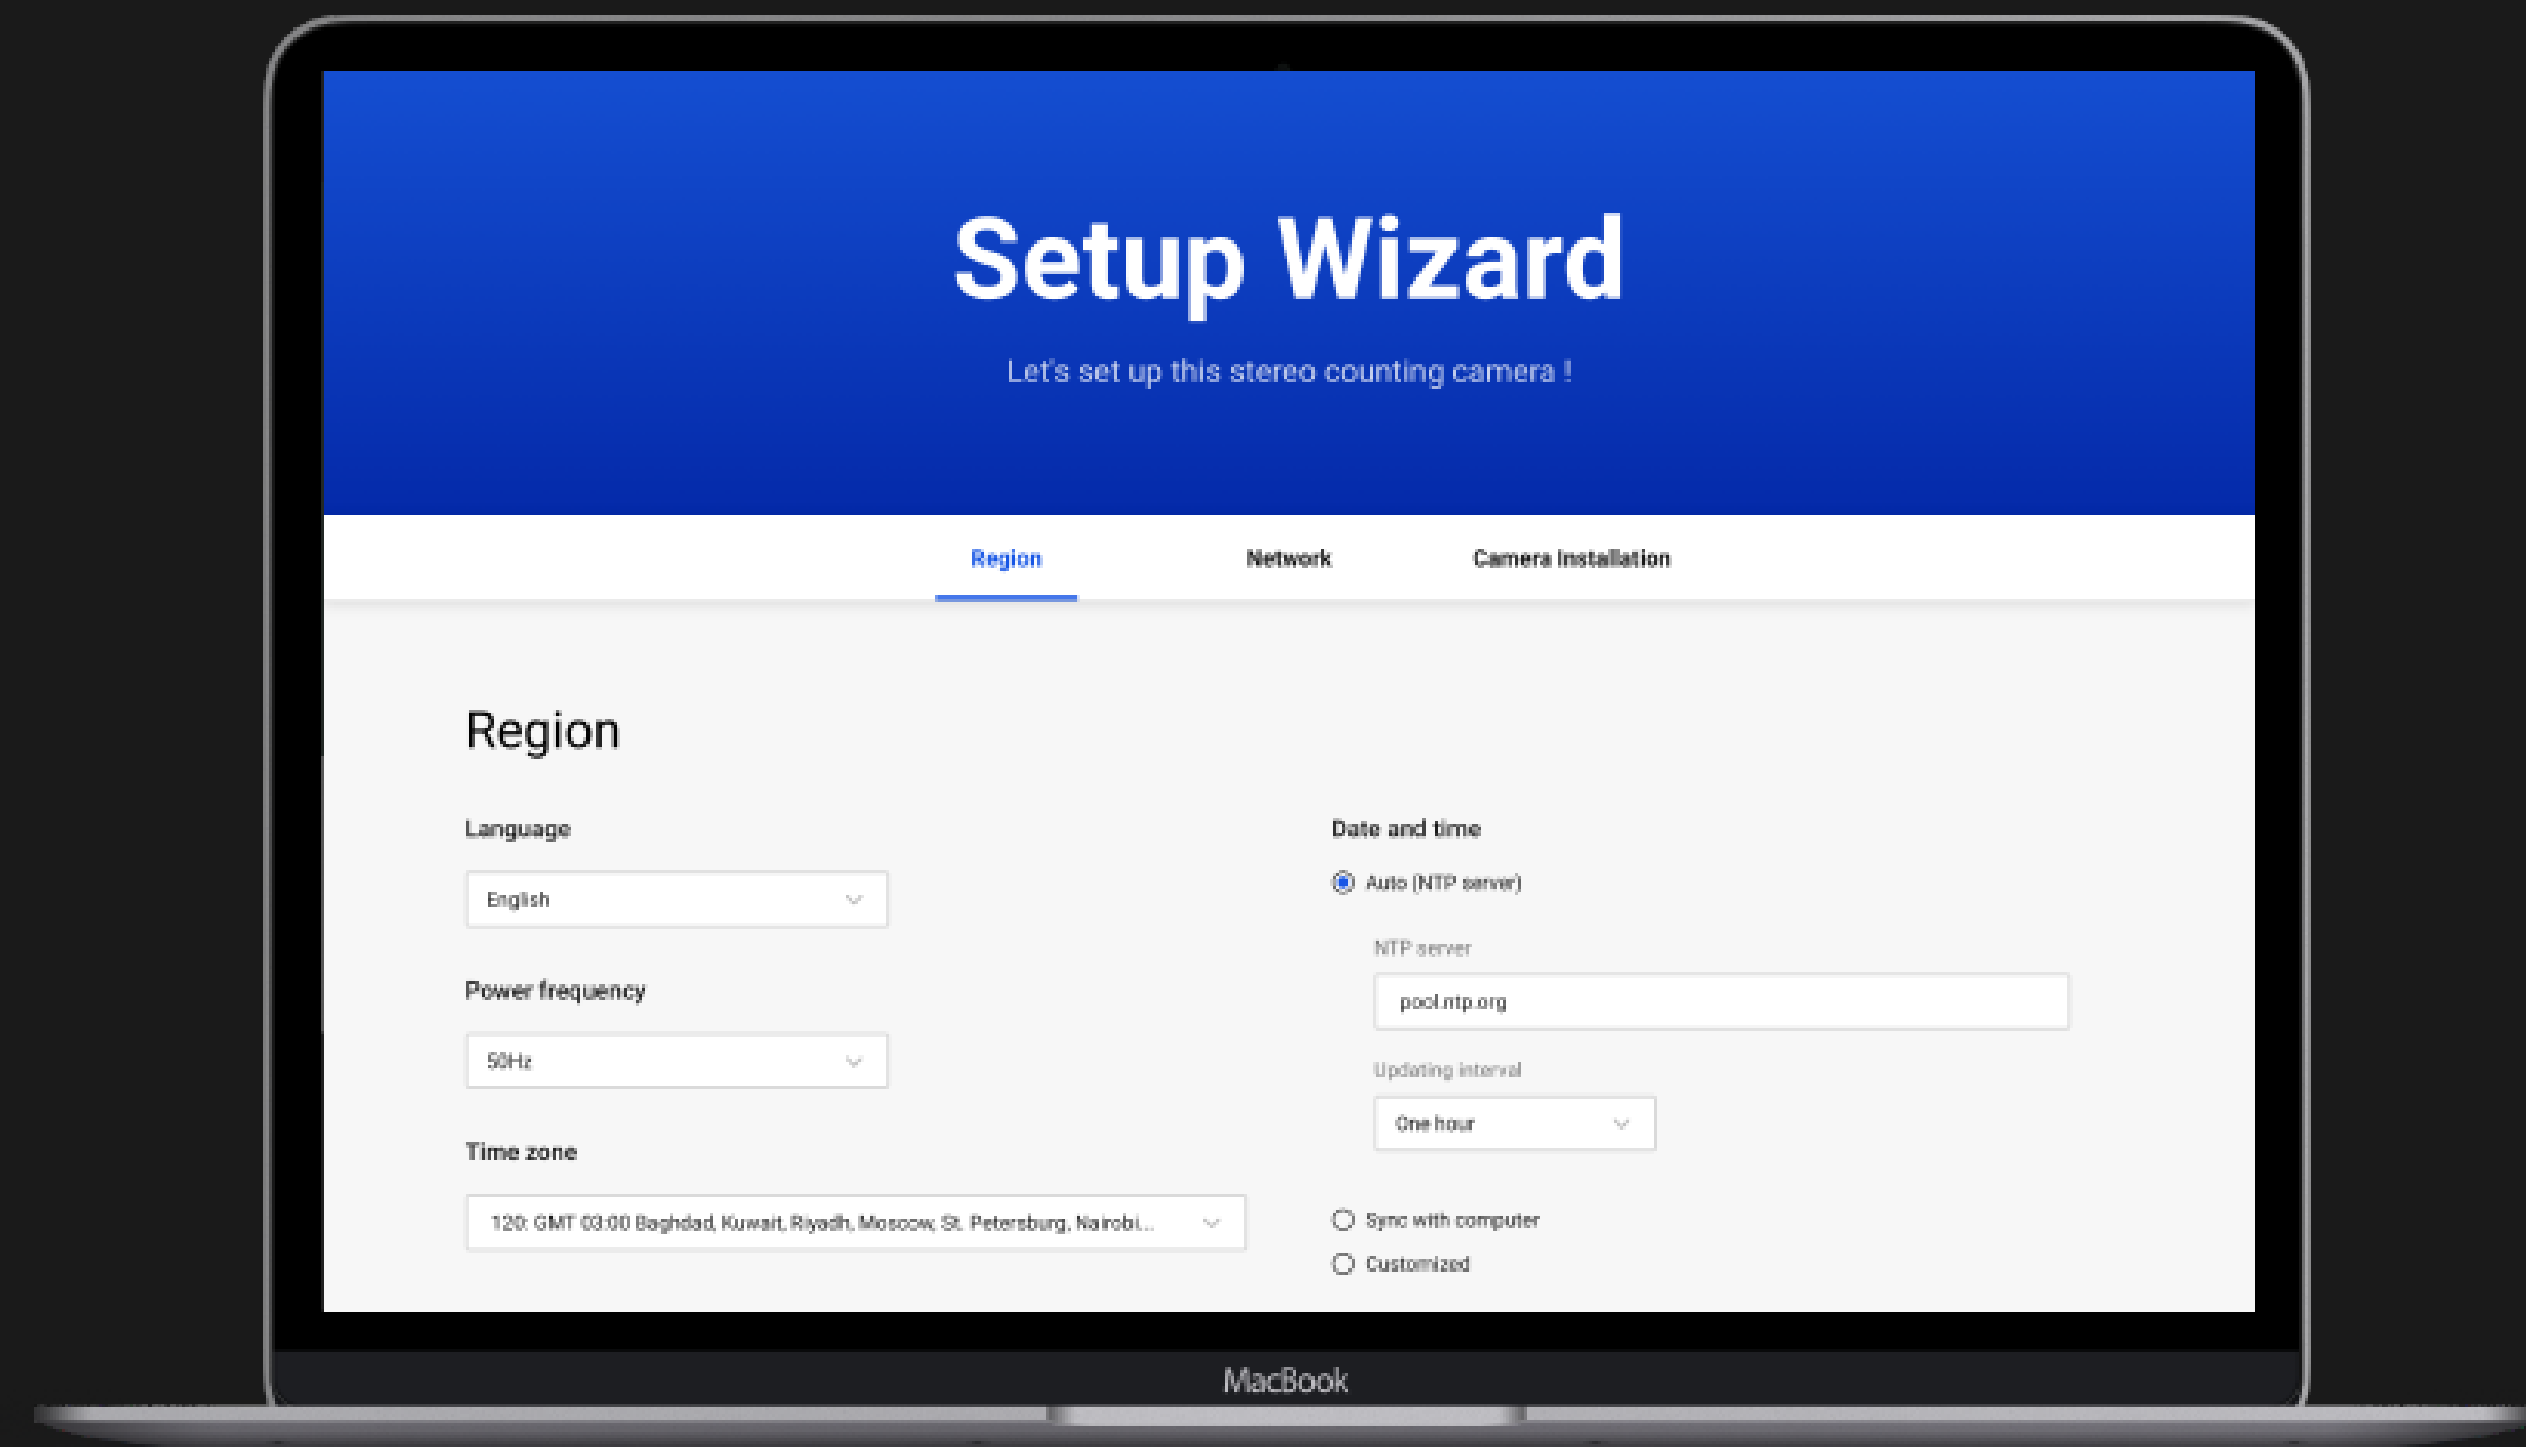 Setup Wizard
Let's set up this stereo counting camera !
Region
Network
Camera Installation
Region
Language
English
Power frequency
50Hz
Time zone
120: GMT 03:00 Baghdad, Kuwait, Riyadh, Moscow, St. Petersburg, Nairobi...
Date and time
Auto (NTP server)
NTP server
pool.ntp.org
Updating interval
One hour
Sync with computer
Customized
MacBook